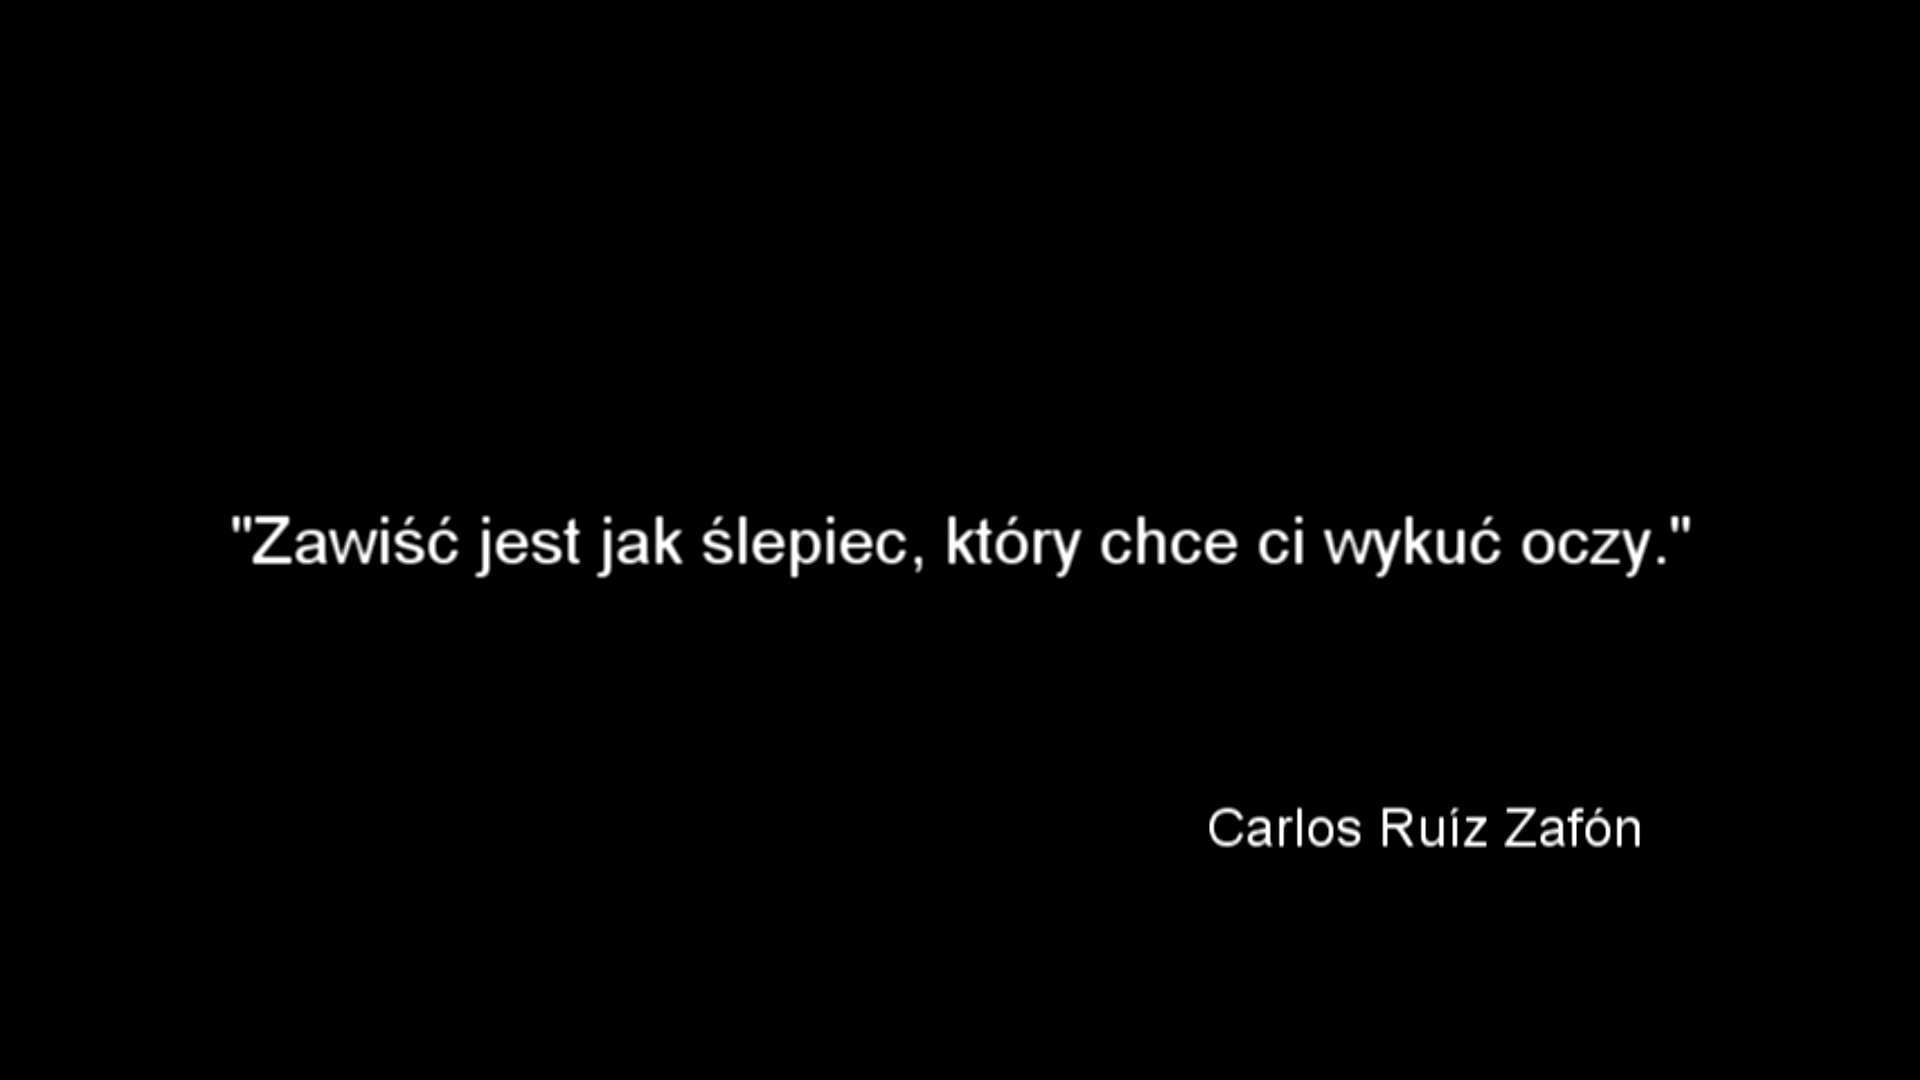 "Zawiść jest jak ślepiec, który chce ci wykuć oczy."
Carlos Ruíz Zafón